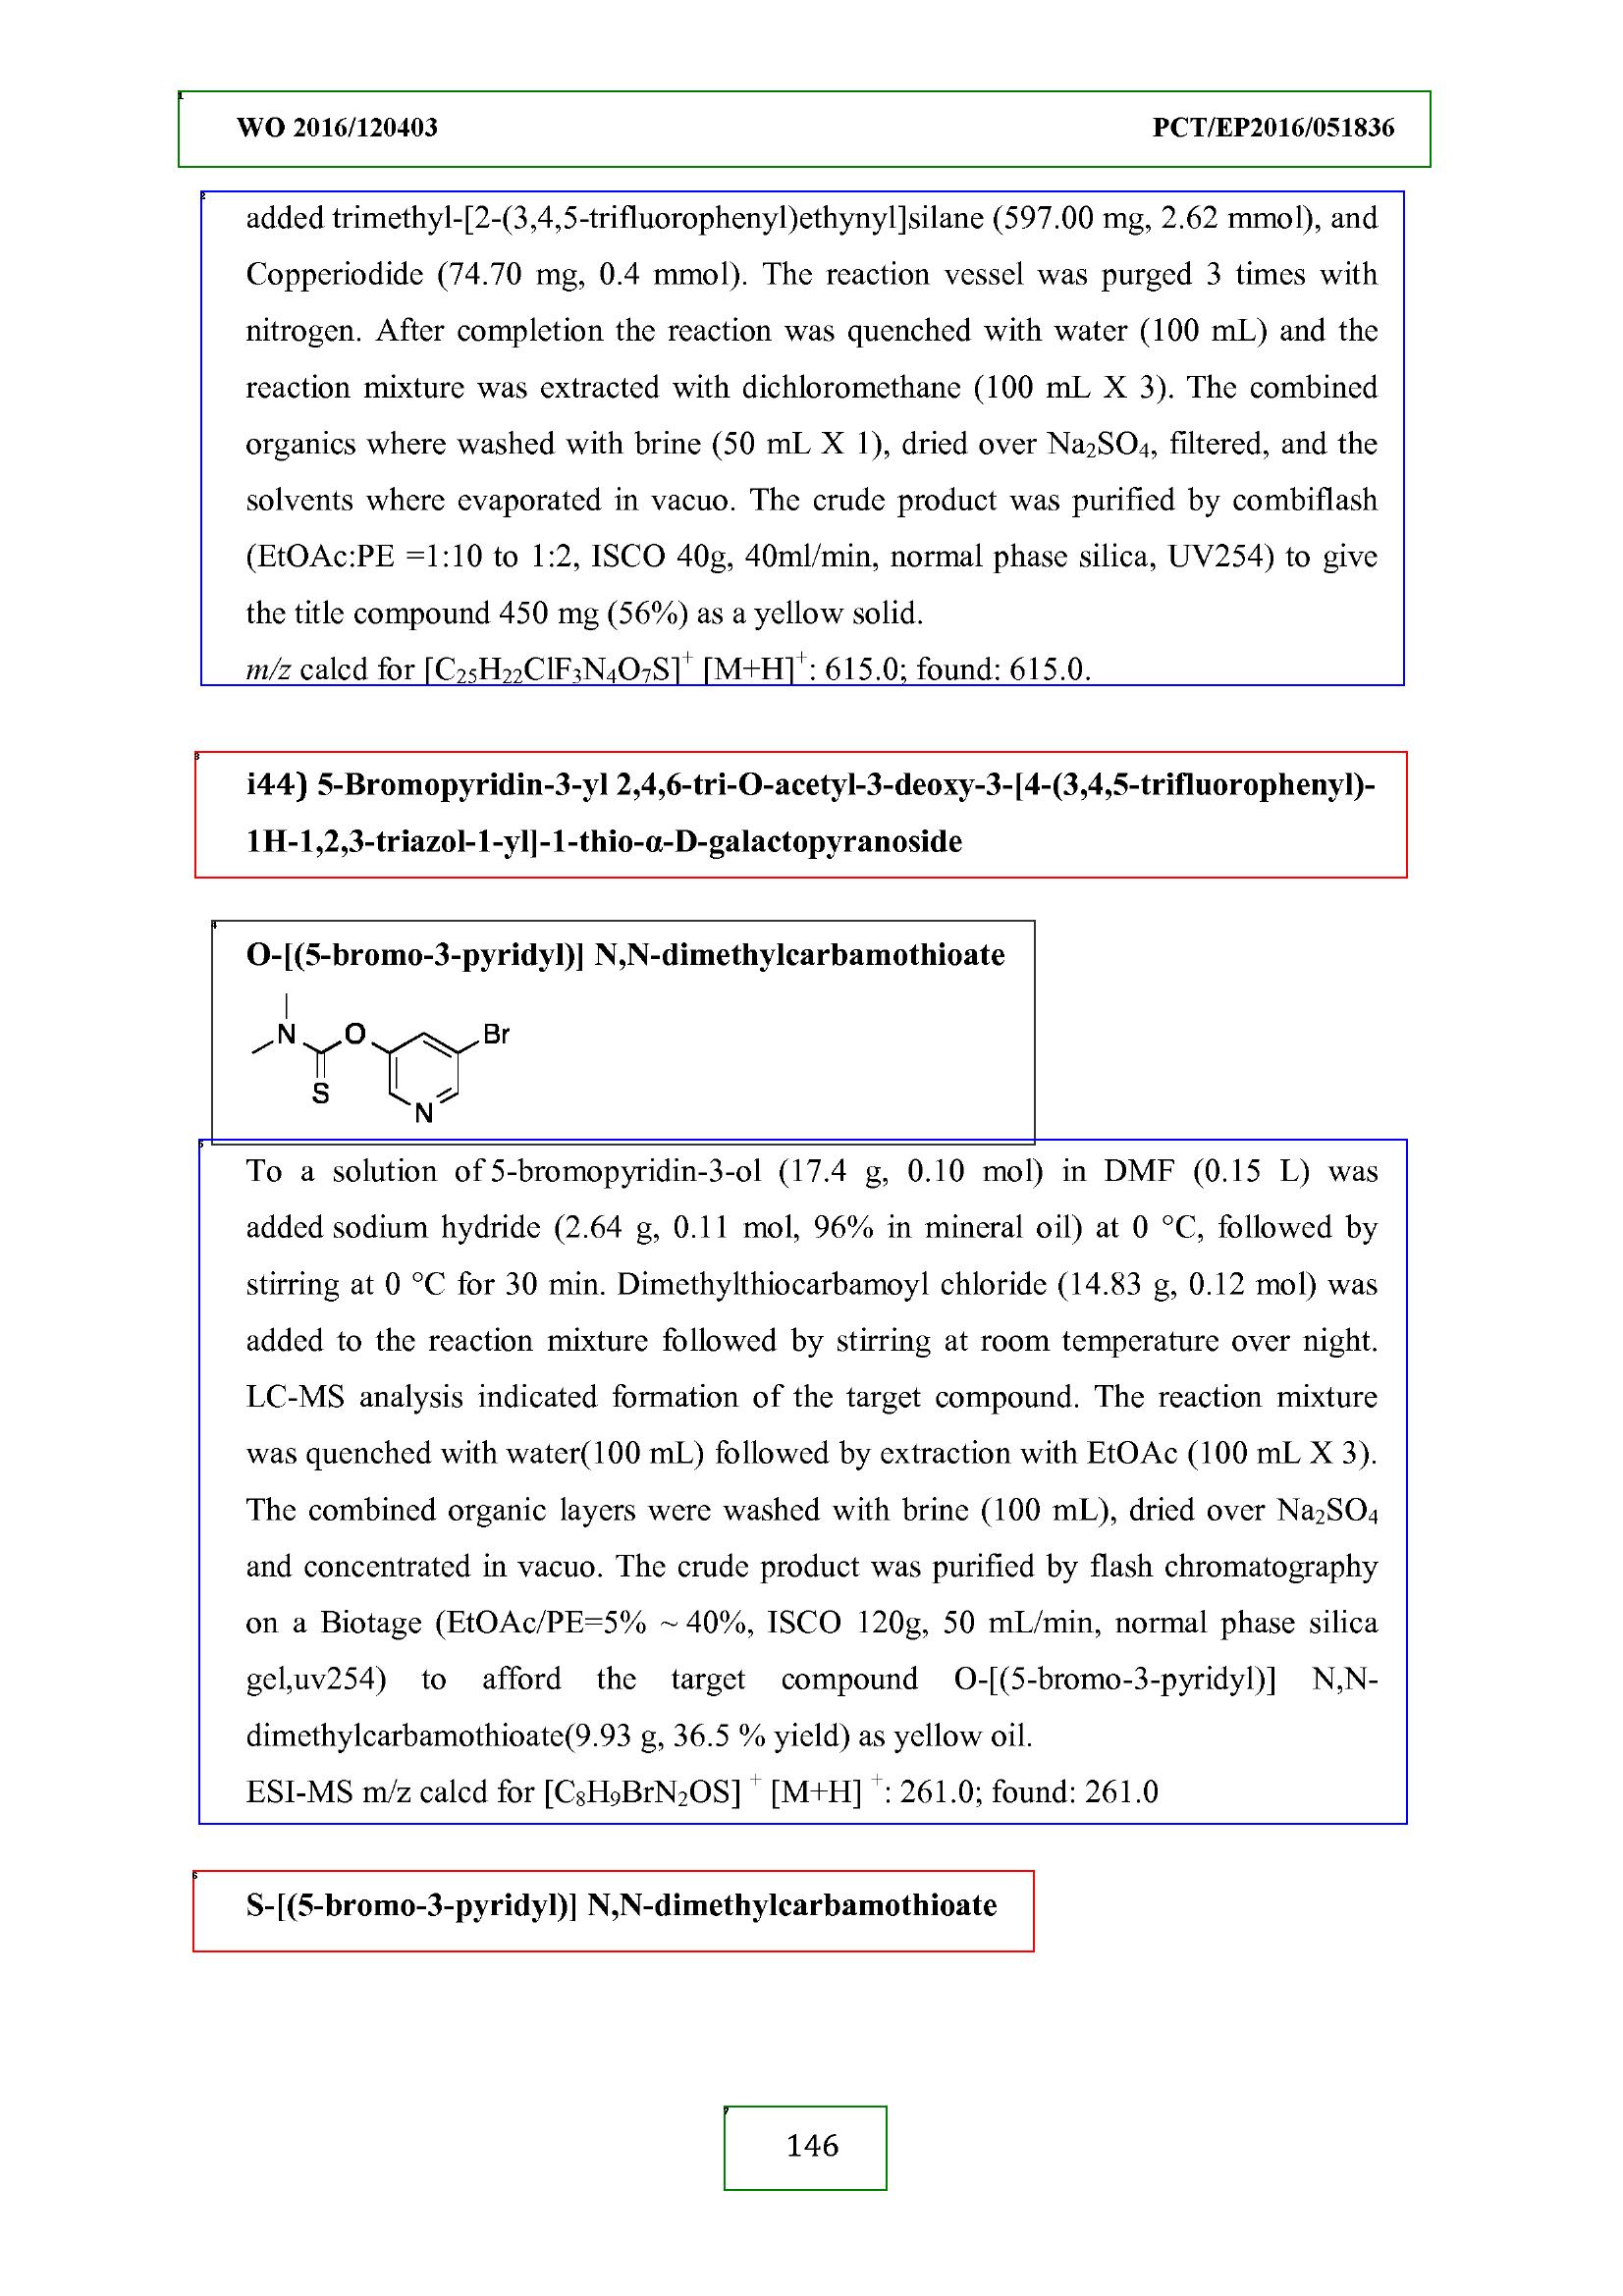 WO 2016/120403 PCT/EP2016/051836
added trimethyl-[2-(3,4,5-trifluorophenyl)ethynyl]silane (597.00 mg, 2.62 mmol), and
Copperiodide (74.70 mg, 0.4 mmol). The reaction vessel was purged 3 times with
nitrogen. After completion the reaction was quenched with water (100 mL) and the
reaction mixture was extracted with dichloromethane (100 mL X 3). The combined
organics where washed with brine (50 mL X 1), dried over Na₂SO₄, filtered, and the
solvents where evaporated in vacuo. The crude product was purified by combiflash
(EtOAc:PE =1:10 to 1:2, ISCO 40g, 40ml/min, normal phase silica, UV254) to give
the title compound 450 mg (56%) as a yellow solid.
m/z calcd for [C₂₅H₂₂ClF₃N₄O₇S]⁺ [M+H]⁺: 615.0; found: 615.0.
i44) 5-Bromopyridin-3-yl 2,4,6-tri-O-acetyl-3-deoxy-3-[4-(3,4,5-trifluorophenyl)-
1H-1,2,3-triazol-1-yl]-1-thio-α-D-galactopyranoside
O-[(5-bromo-3-pyridyl)] N,N-dimethylcarbamothioate
N O Br
S N
To a solution of 5-bromopyridin-3-ol (17.4 g, 0.10 mol) in DMF (0.15 L) was
added sodium hydride (2.64 g, 0.11 mol, 96% in mineral oil) at 0 °C, followed by
stirring at 0 °C for 30 min. Dimethylthiocarbamoyl chloride (14.83 g, 0.12 mol) was
added to the reaction mixture followed by stirring at room temperature over night.
LC-MS analysis indicated formation of the target compound. The reaction mixture
was quenched with water(100 mL) followed by extraction with EtOAc (100 mL X 3).
The combined organic layers were washed with brine (100 mL), dried over Na₂SO₄
and concentrated in vacuo. The crude product was purified by flash chromatography
on a Biotage (EtOAc/PE=5% ~ 40%, ISCO 120g, 50 mL/min, normal phase silica
gel,uv254) to afford the target compound O-[(5-bromo-3-pyridyl)] N,N-
dimethylcarbamothioate(9.93 g, 36.5 % yield) as yellow oil.
ESI-MS m/z calcd for [C₈H₉BrN₂OS] ⁺ [M+H] ⁺: 261.0; found: 261.0
S-[(5-bromo-3-pyridyl)] N,N-dimethylcarbamothioate
146